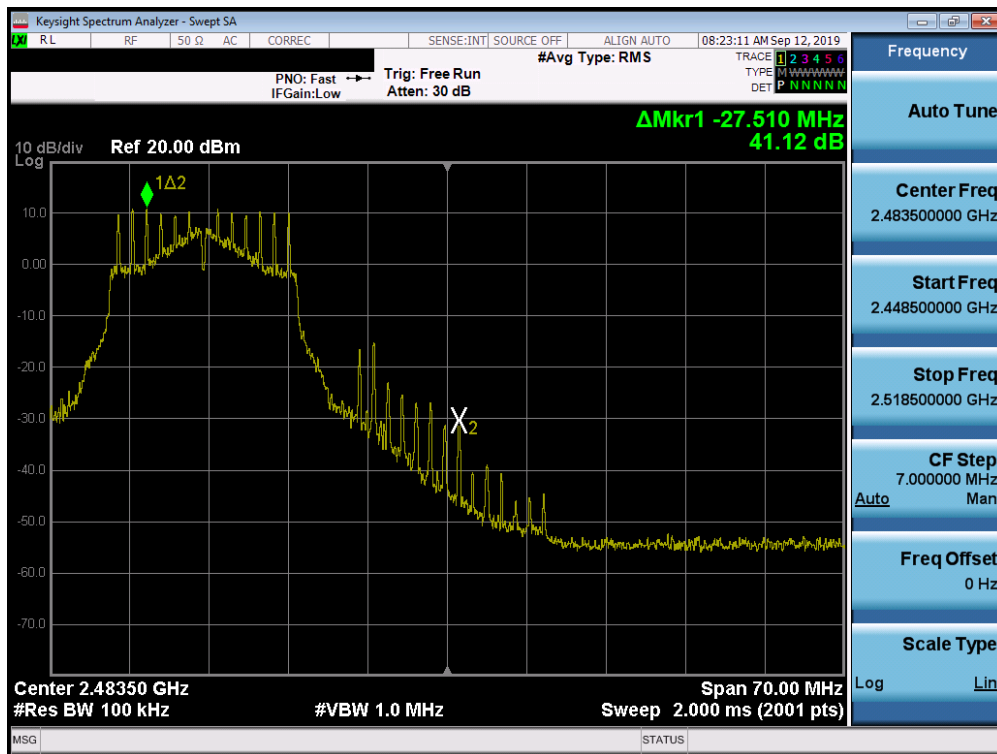 Keysight Spectrum Analyzer - Swept SA
LXI RL RF 50 Ω AC CORREC SENSE:INT SOURCE OFF ALIGN AUTO 08:23:11 AM Sep 12, 2019
#Avg Type: RMS
TRACE 1 2 3 4 5 6
PNO: Fast Trig: Free Run
TYPE M WWWWW
IFGain:Low Atten: 30 dB
DET P N N N N N
ΔMkr1 -27.510 MHz
41.12 dB
10 dB/div Ref 20.00 dBm
Log
1Δ2
10.0
0.00
-10.0
-20.0
-30.0
X2
-40.0
-50.0
-60.0
-70.0
Center 2.48350 GHz Span 70.00 MHz
#Res BW 100 kHz #VBW 1.0 MHz Sweep 2.000 ms (2001 pts)
MSG STATUS
Frequency
Auto Tune
Center Freq
2.483500000 GHz
Start Freq
2.448500000 GHz
Stop Freq
2.518500000 GHz
CF Step
7.000000 MHz
Auto Man
Freq Offset
0 Hz
Scale Type
Log Lin